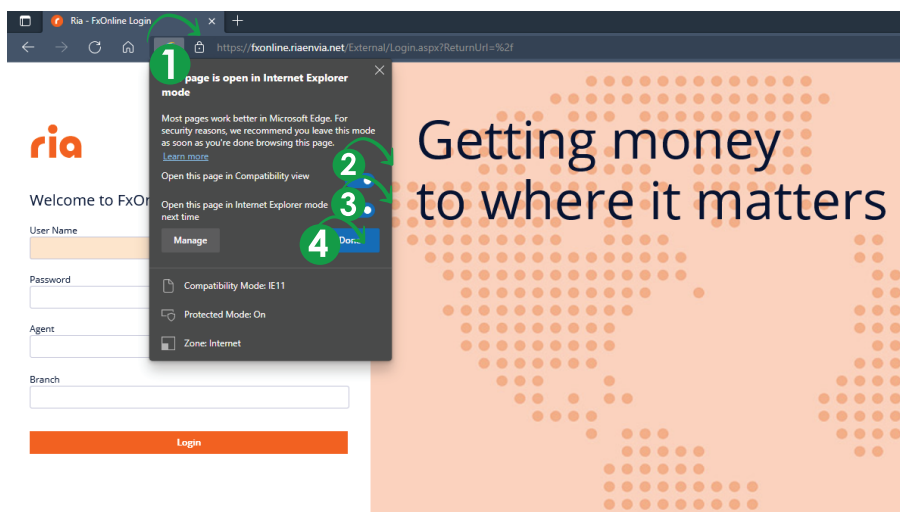 Ria - FxOnline Login
https://fxonline.riaenvia.net/External/Login.aspx?ReturnUrl=%2f
1
page is open in Internet Explorer
mode
Most pages work better in Microsoft Edge. For
security reasons, we recommend you leave this mode
as soon as you're done browsing this page.
Learn more
Open this page in Compatibility view
2
Open this page in Internet Explorer mode
next time
3
Manage
4
Done
Compatibility Mode: IE11
Protected Mode: On
Zone: Internet
ria
Welcome to FxOn
User Name
Password
Agent
Branch
Login
Getting money
to where it matters